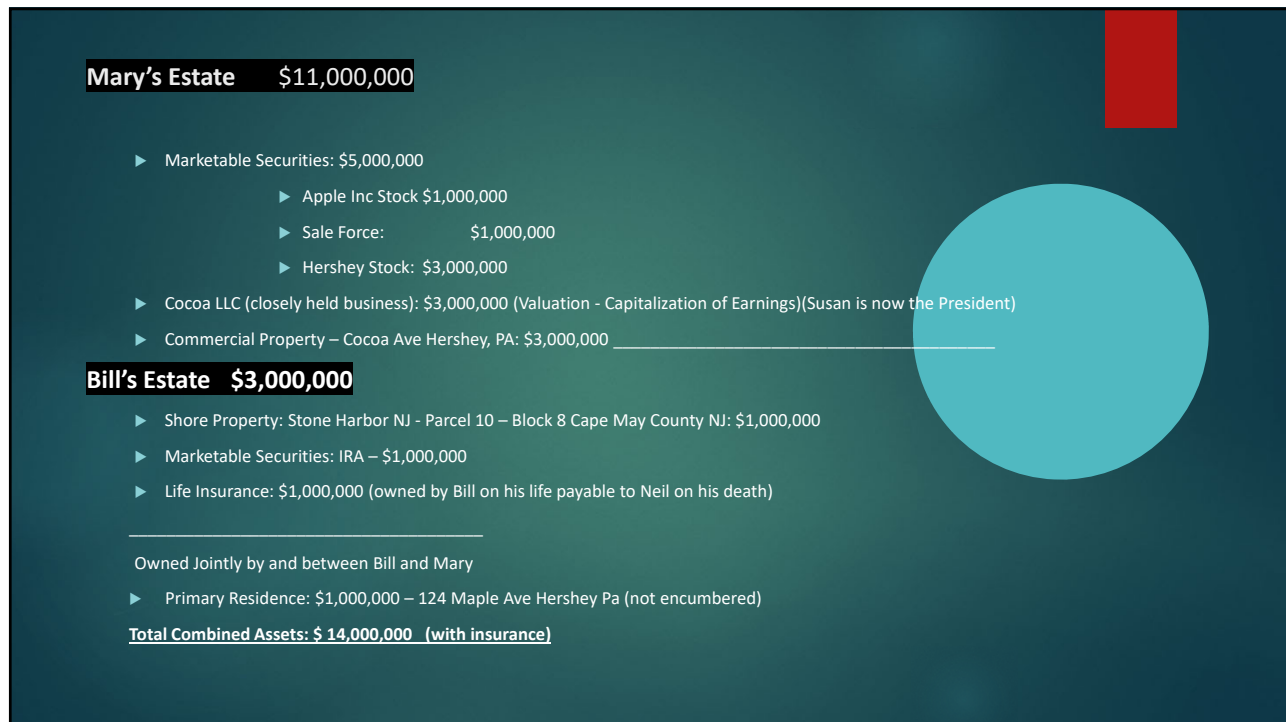 Mary’s Estate $11,000,000
Marketable Securities: $5,000,000
Apple Inc Stock $1,000,000
Sale Force: $1,000,000
Hershey Stock: $3,000,000
Cocoa LLC (closely held business): $3,000,000 (Valuation - Capitalization of Earnings)(Susan is now the President)
Commercial Property – Cocoa Ave Hershey, PA: $3,000,000 ________________________________________
Bill’s Estate $3,000,000
Shore Property: Stone Harbor NJ - Parcel 10 – Block 8 Cape May County NJ: $1,000,000
Marketable Securities: IRA – $1,000,000
Life Insurance: $1,000,000 (owned by Bill on his life payable to Neil on his death)
_____________________________________
Owned Jointly by and between Bill and Mary
Primary Residence: $1,000,000 – 124 Maple Ave Hershey Pa (not encumbered)
Total Combined Assets: $ 14,000,000 (with insurance)